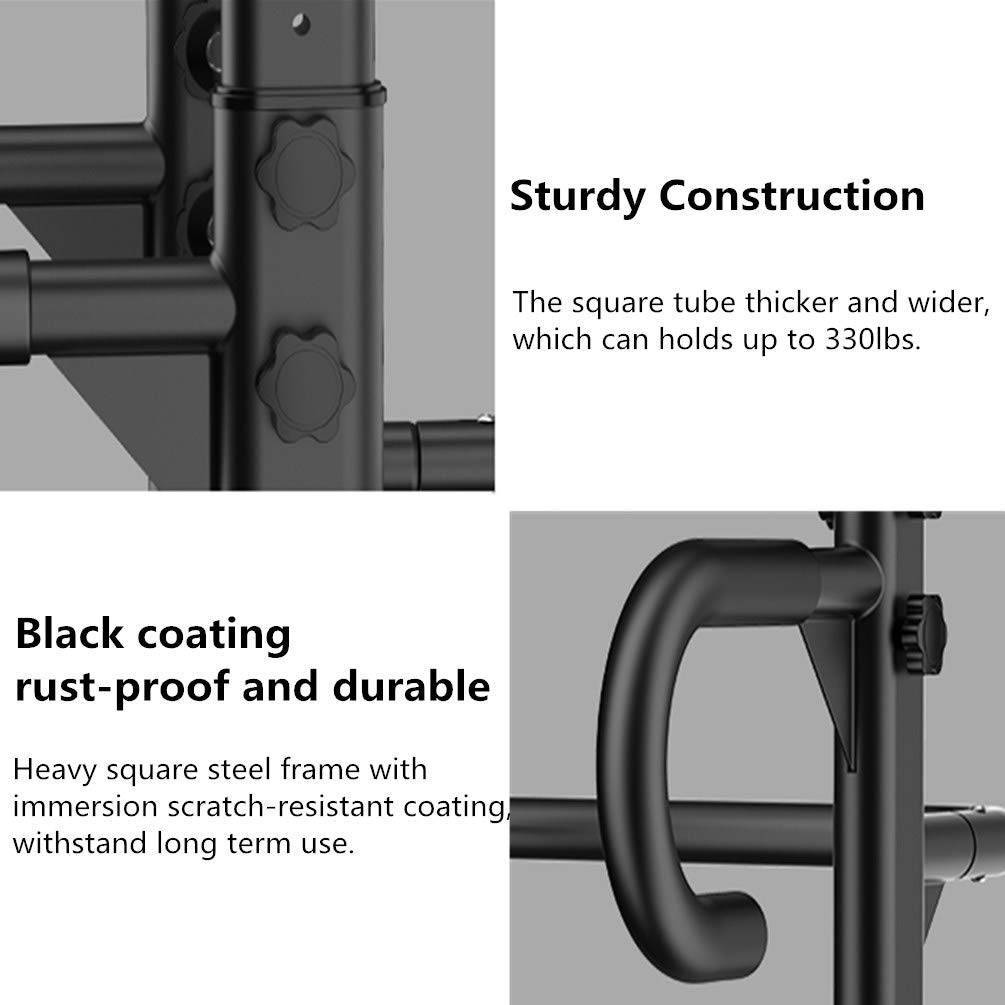 Sturdy Construction
The square tube thicker and wider,
which can holds up to 330lbs.
Black coating
rust-proof and durable
Heavy square steel frame with
immersion scratch-resistant coating,
withstand long term use.